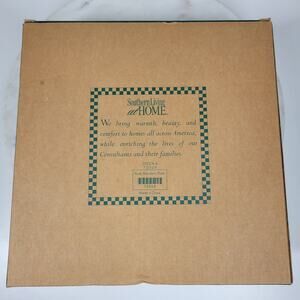 Southern Living
at HOME
We bring warmth, beauty, and
comfort to homes all across America,
while enriching the lives of our
Consultants and their families.